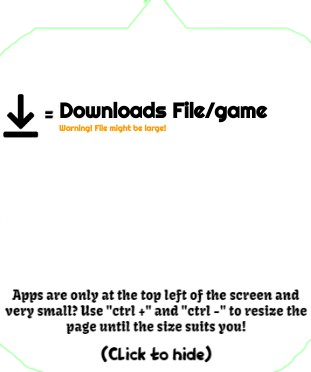 = Downloads File/game
Warning! File might be large!
Apps are only at the top left of the screen and
very small? Use "ctrl +" and "ctrl -" to resize the
page until the size suits you!
(Click to hide)